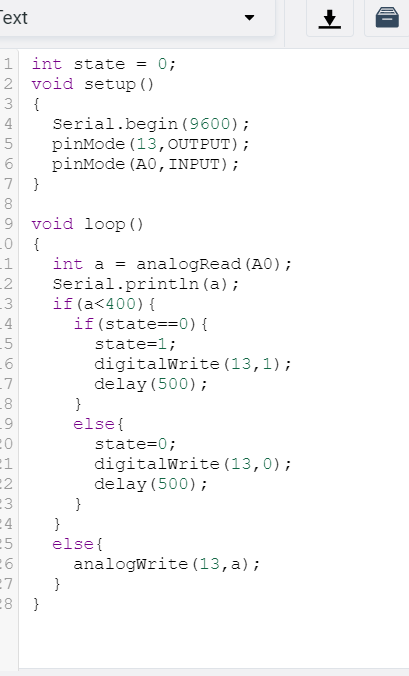 Text
1 int state = 0;
2 void setup()
3 {
4   Serial.begin(9600);
5   pinMode(13,OUTPUT);
6   pinMode(A0,INPUT);
7 }
8
9 void loop()
10 {
11   int a = analogRead(A0);
12   Serial.println(a);
13   if(a<400){
14     if(state==0){
15       state=1;
16       digitalWrite(13,1);
17       delay(500);
18     }
19     else{
20       state=0;
21       digitalWrite(13,0);
22       delay(500);
23     }
24   }
25   else{
26     analogWrite(13,a);
27   }
28 }